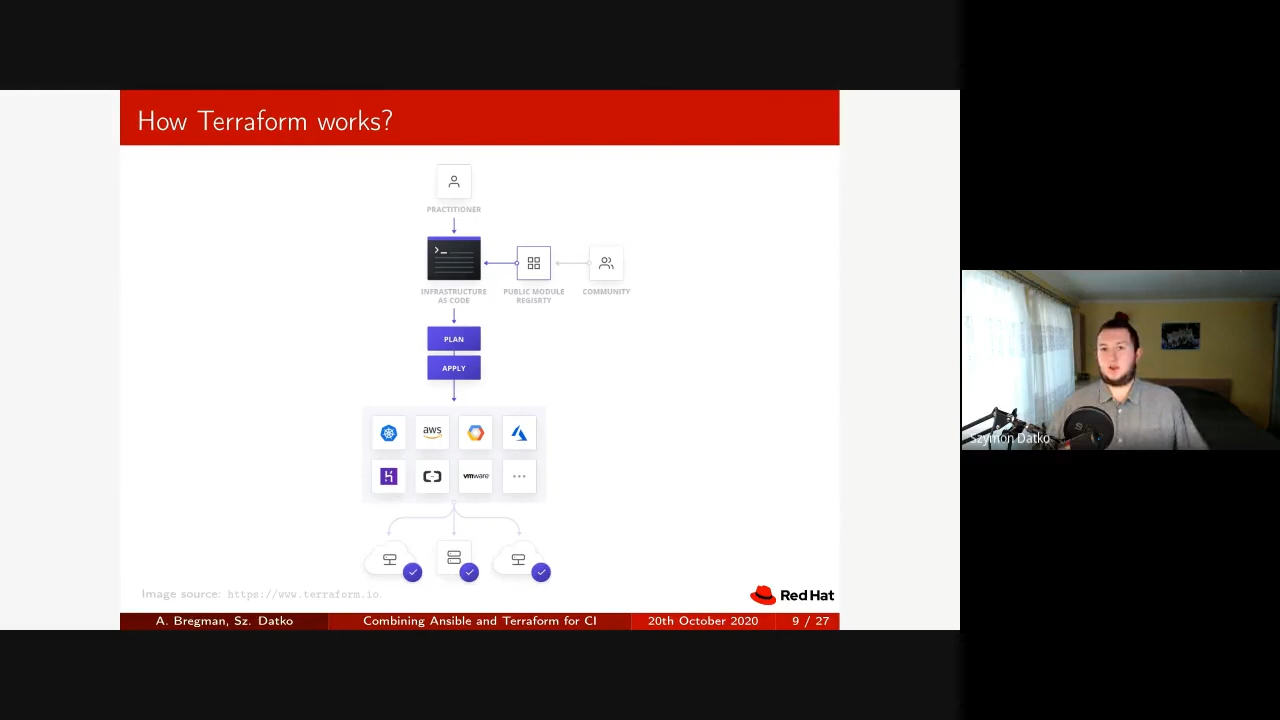 How Terraform works?
PRACTITIONER
INFRASTRUCTURE
AS CODE
PUBLIC MODULE
REGISRTY
COMMUNITY
PLAN
APPLY
aws
vmware
Image source: https://www.terraform.io.
Red Hat
A. Bregman, Sz. Datko
Combining Ansible and Terraform for CI
20th October 2020
9 / 27
Szymon Datko